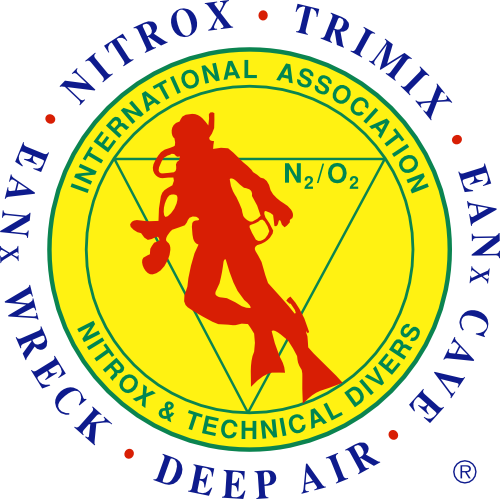 NITROX • TRIMIX • EANx CAVE • DEEP AIR • EANx WRECK •
INTERNATIONAL ASSOCIATION
N2/O2
NITROX & TECHNICAL DIVERS
®